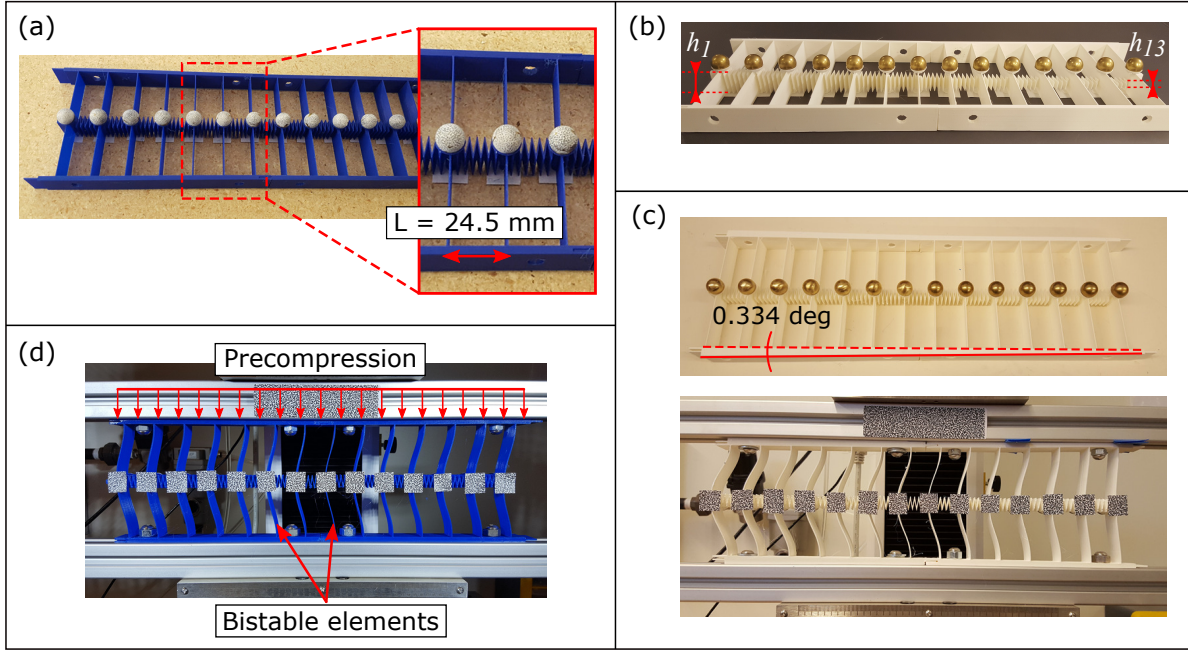 (a)
L = 24.5 mm
(b)
h1
h13
(c)
0.334 deg
(d)
Precompression
Bistable elements